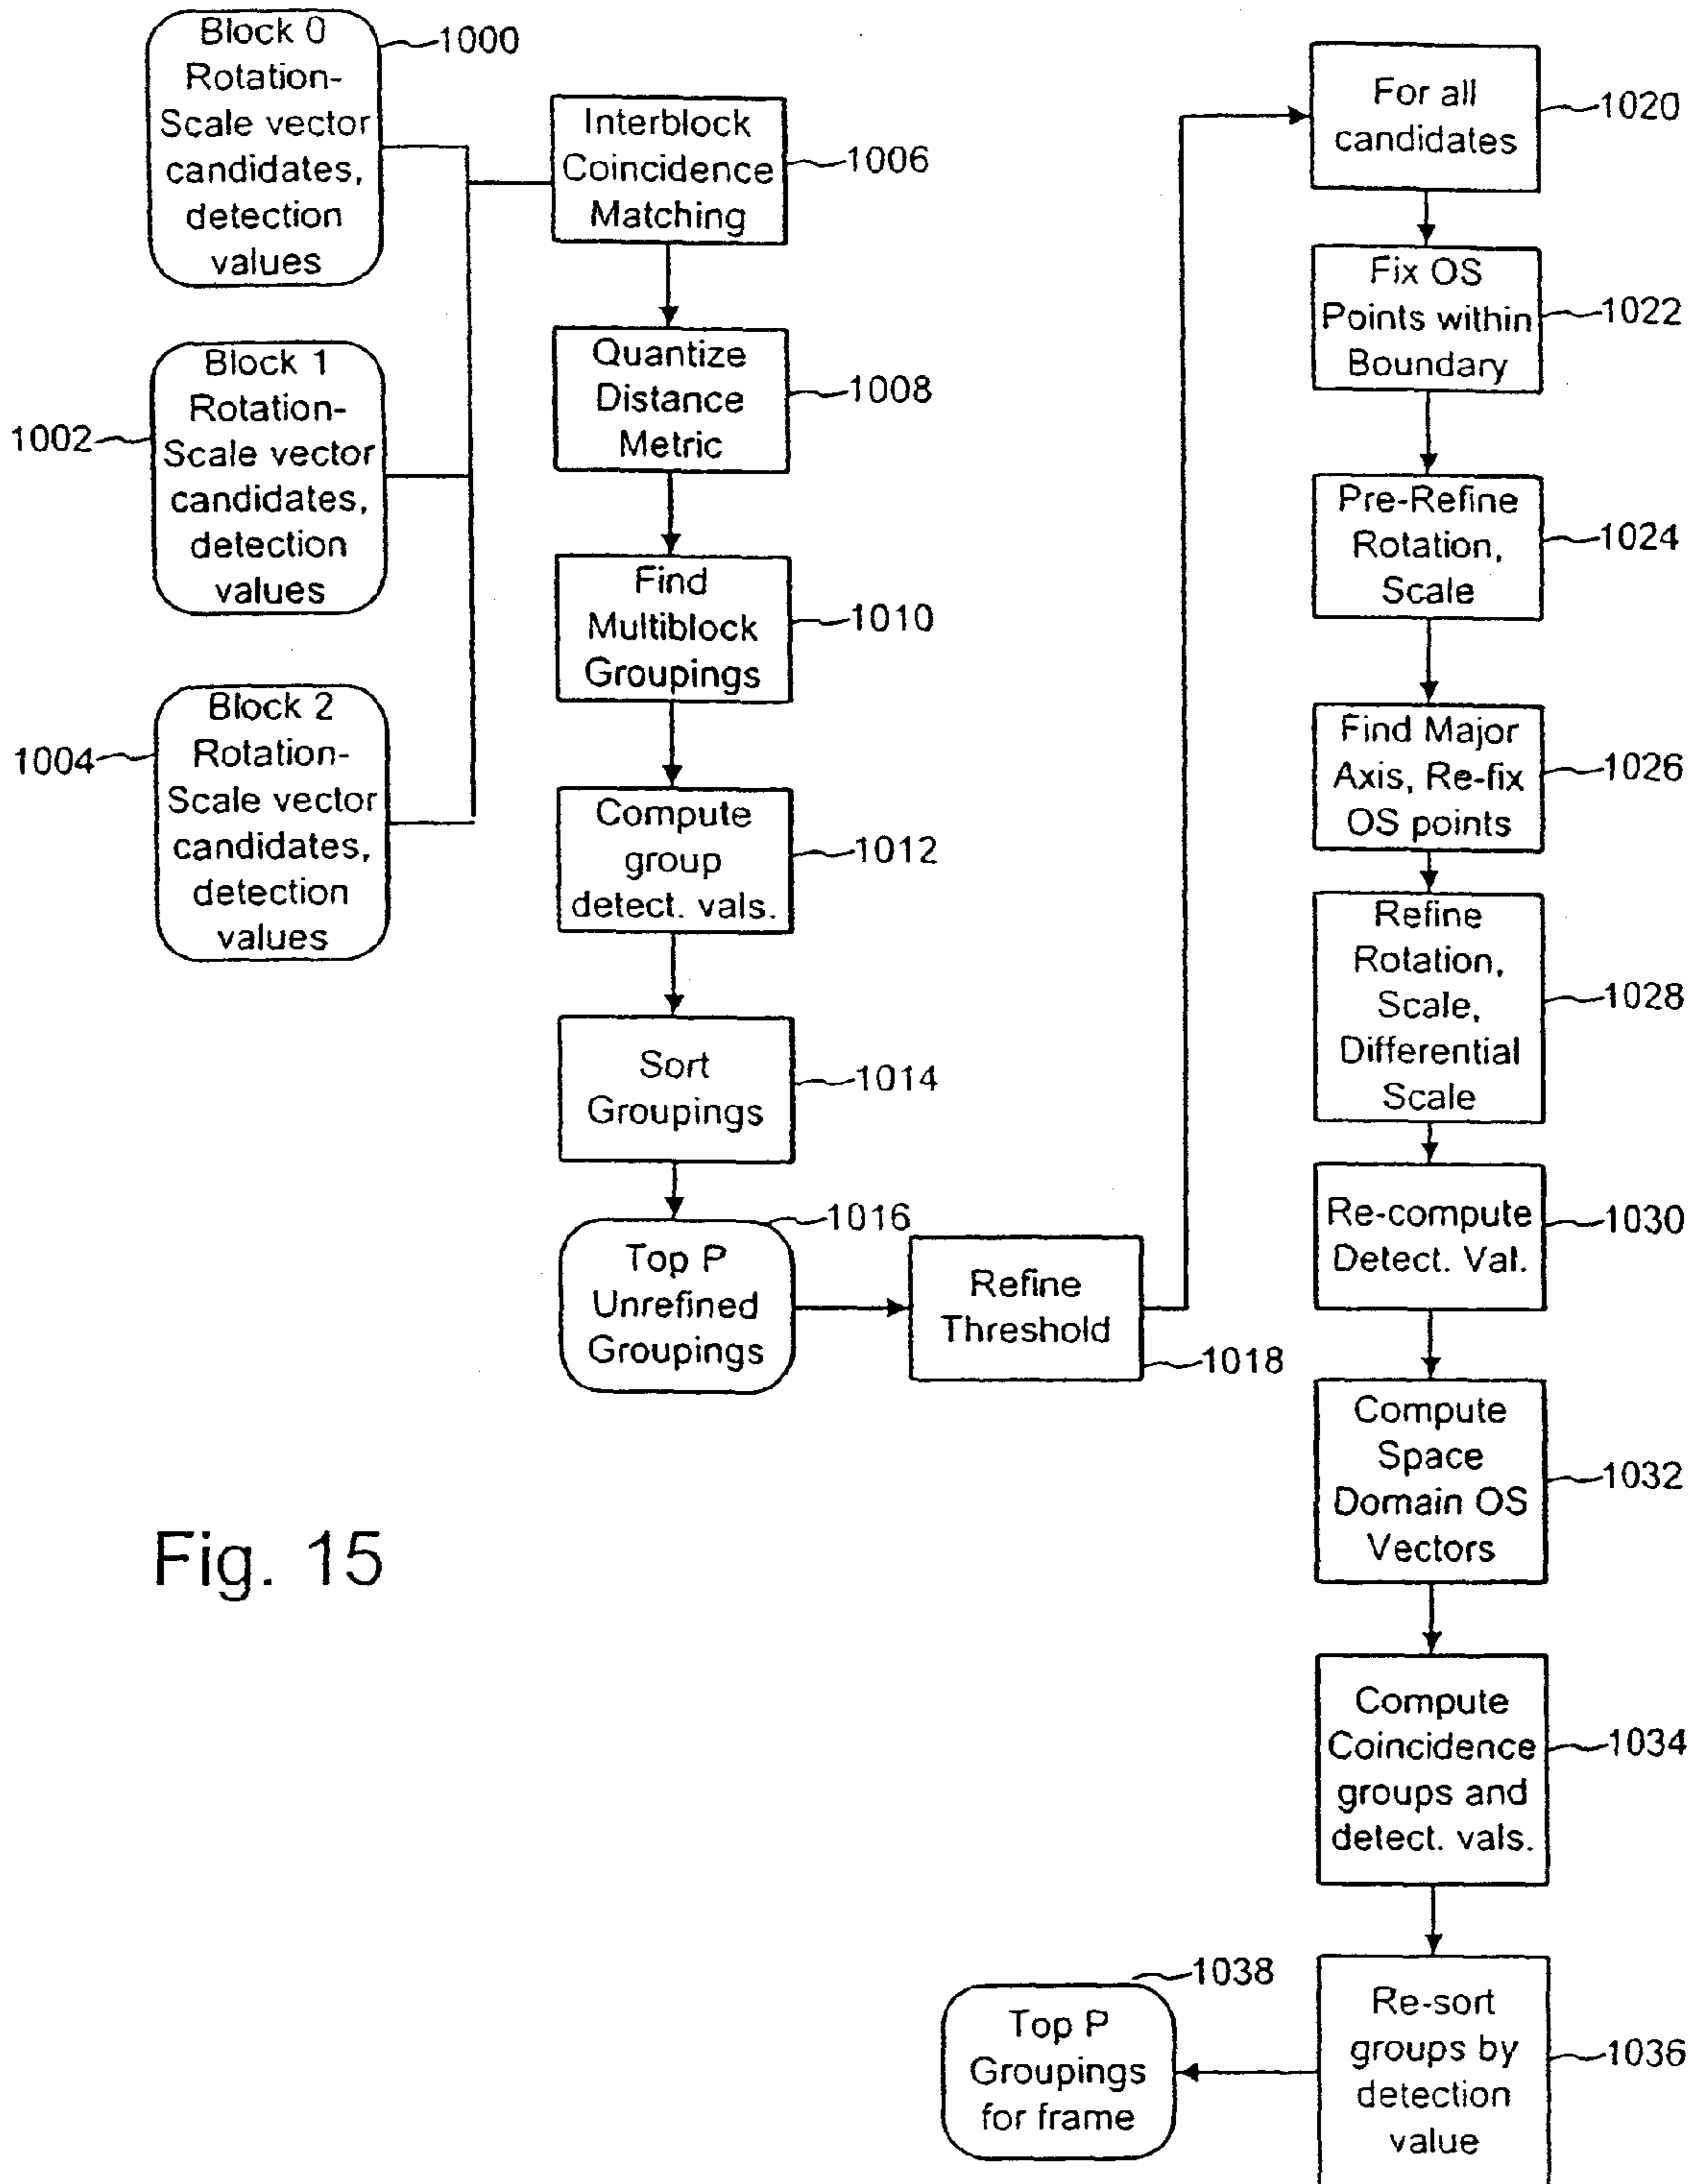 Block 0
Rotation-
Scale vector
candidates,
detection
values
1000
Block 1
Rotation-
Scale vector
candidates,
detection
values
1002
Block 2
Rotation-
Scale vector
candidates,
detection
values
1004
Interblock
Coincidence
Matching
1006
Quantize
Distance
Metric
1008
Find
Multiblock
Groupings
1010
Compute
group
detect. vals.
1012
Sort
Groupings
1014
Top P
Unrefined
Groupings
1016
Refine
Threshold
1018
For all
candidates
1020
Fix OS
Points within
Boundary
1022
Pre-Refine
Rotation,
Scale
1024
Find Major
Axis, Re-fix
OS points
1026
Refine
Rotation,
Scale,
Differential
Scale
1028
Re-compute
Detect. Val.
1030
Compute
Space
Domain OS
Vectors
1032
Compute
Coincidence
groups and
detect. vals.
1034
Re-sort
groups by
detection
value
1036
Top P
Groupings
for frame
1038
Fig. 15